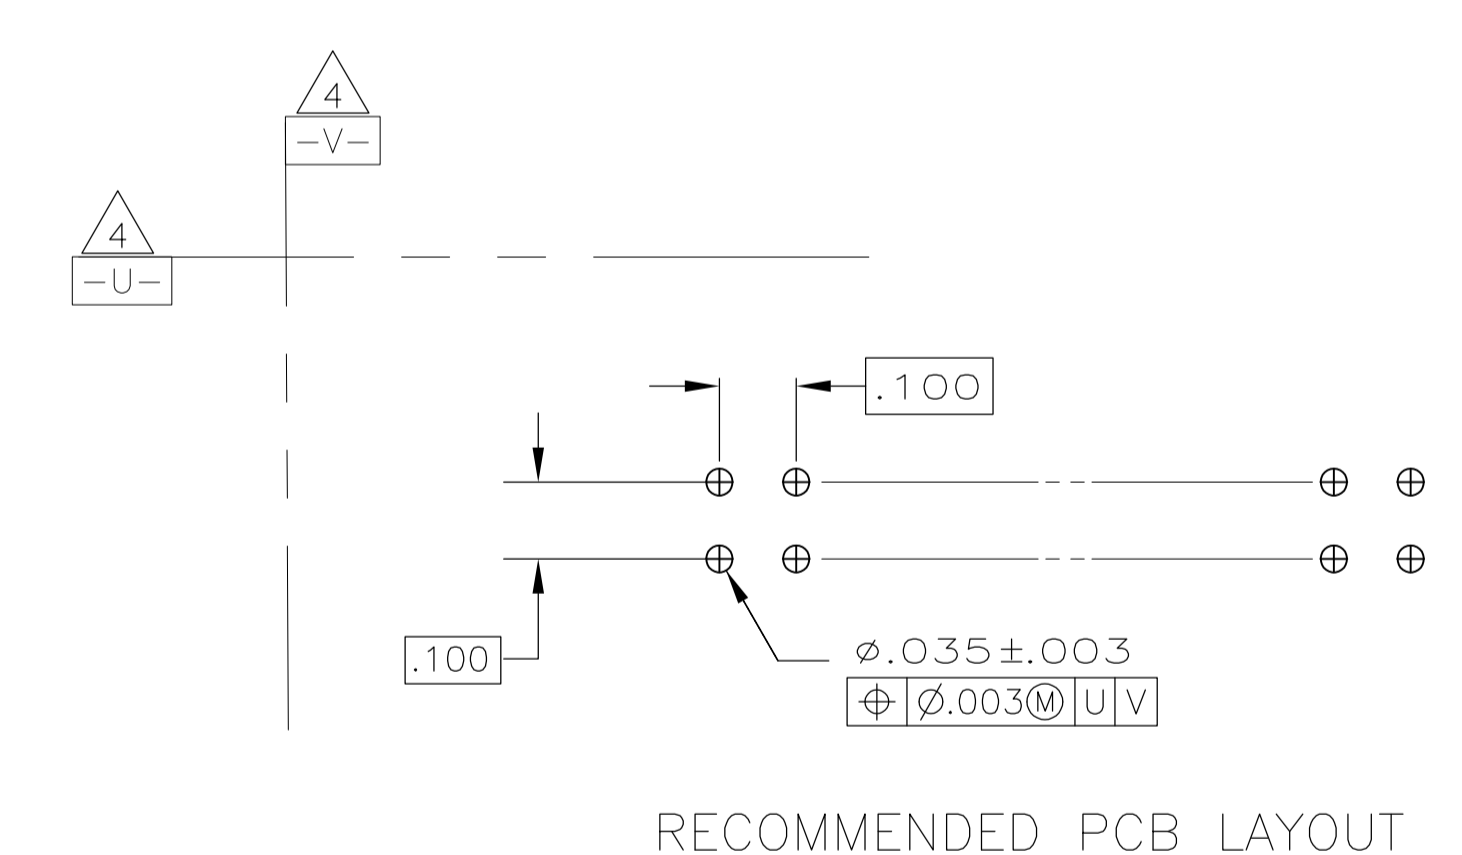 4
-V-
4
-U-
.100
.100
⌀.035±.003
⌖ ⌀.003Ⓜ U V
RECOMMENDED PCB LAYOUT